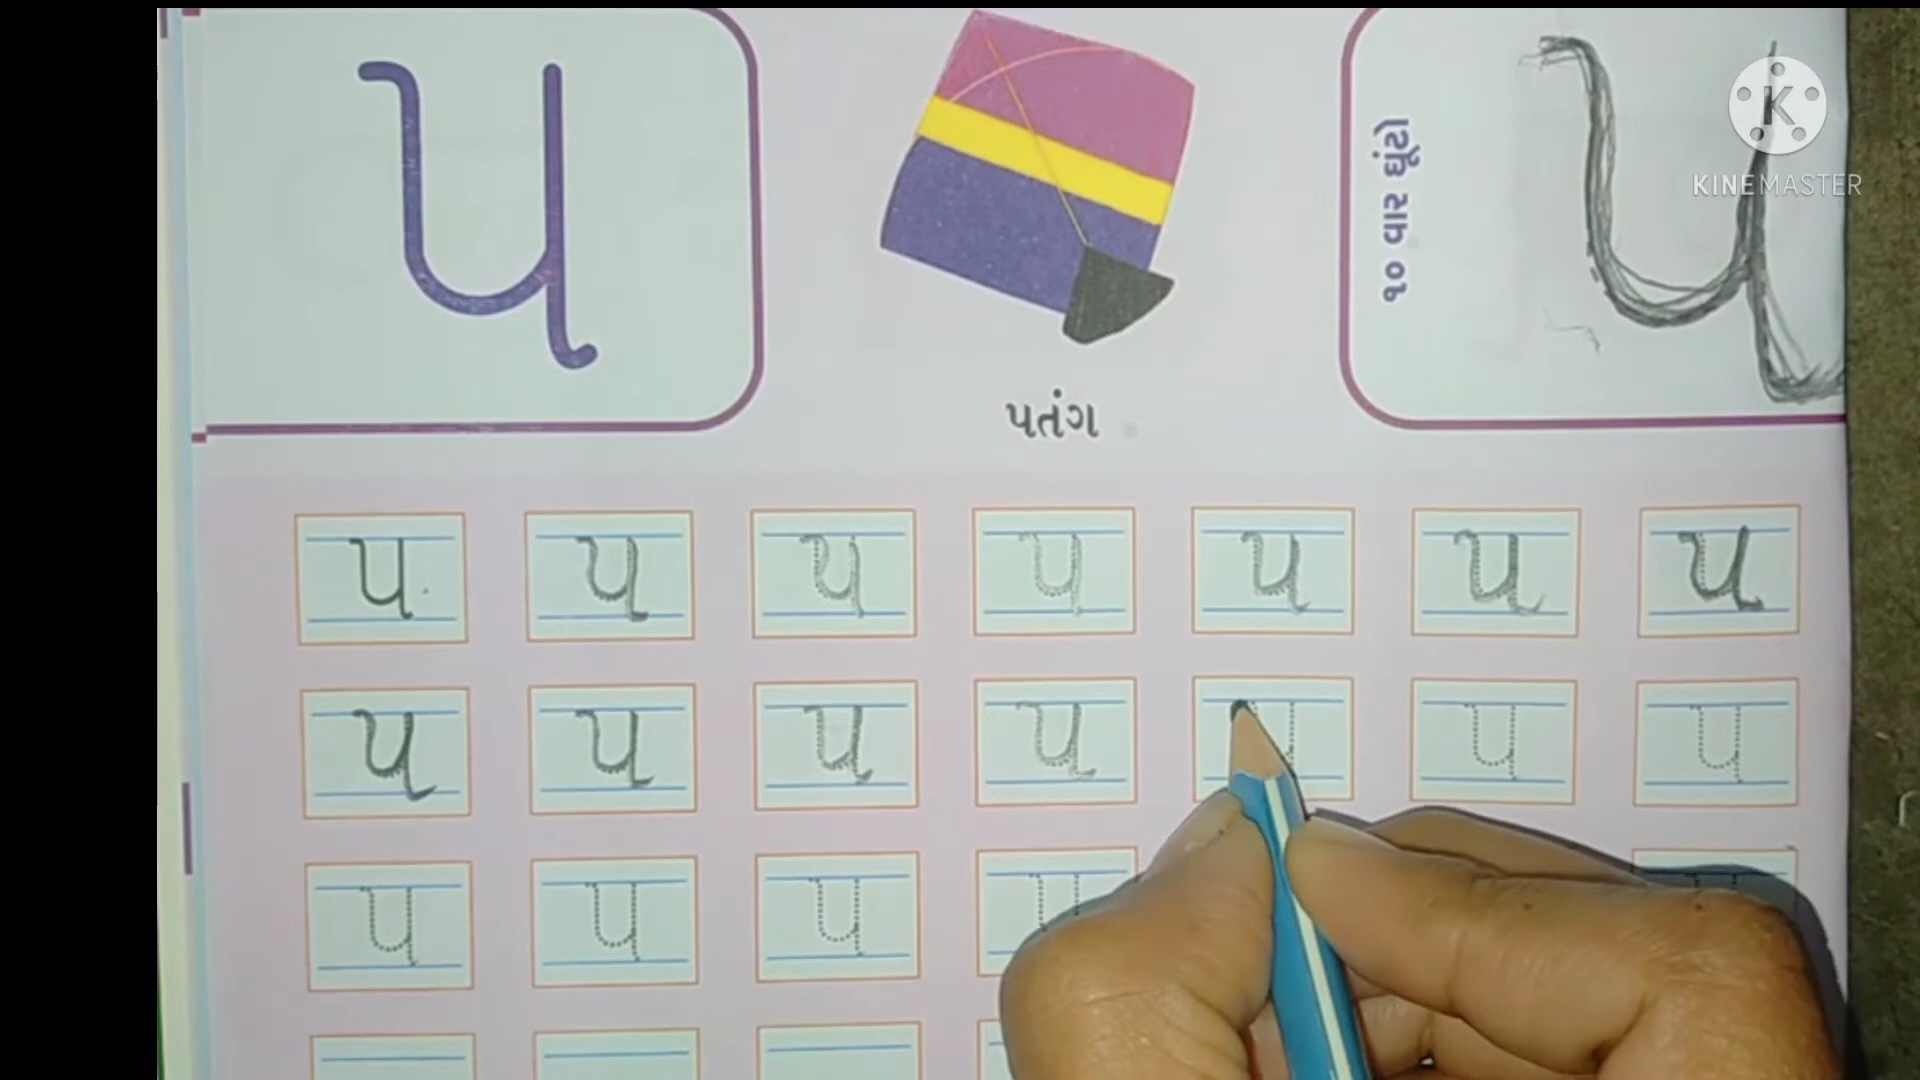 પ
પતંગ
૧૦ વાર ઘૂંટો
પ
KINEMASTER
પ પ પ પ પ પ પ
પ પ પ પ પ પ પ
પ પ પ